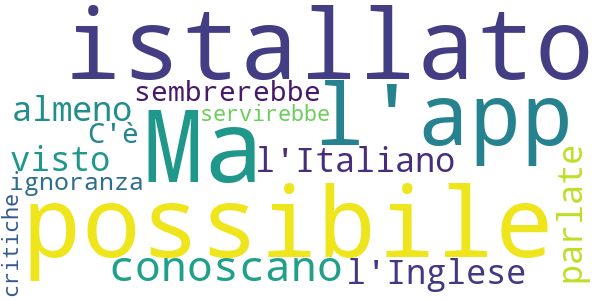 istallato
sembrerebbe
l'app
almeno
Ma
servirebbe
C'è
visto
l'Italiano
parlate
ignoranza
critiche
possibile
conoscano
l'Inglese